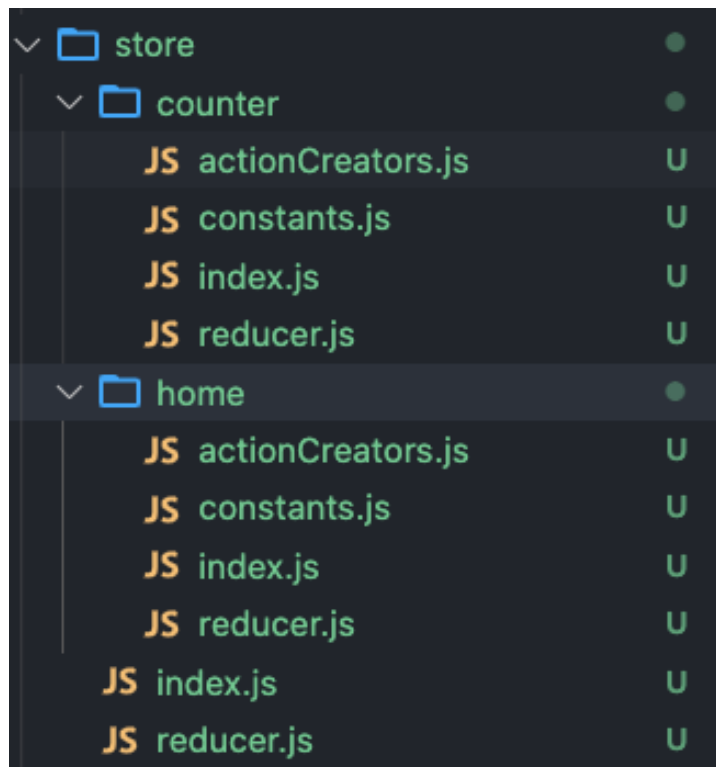 store
counter
JS actionCreators.js U
JS constants.js U
JS index.js U
JS reducer.js U
home
JS actionCreators.js U
JS constants.js U
JS index.js U
JS reducer.js U
JS index.js U
JS reducer.js U